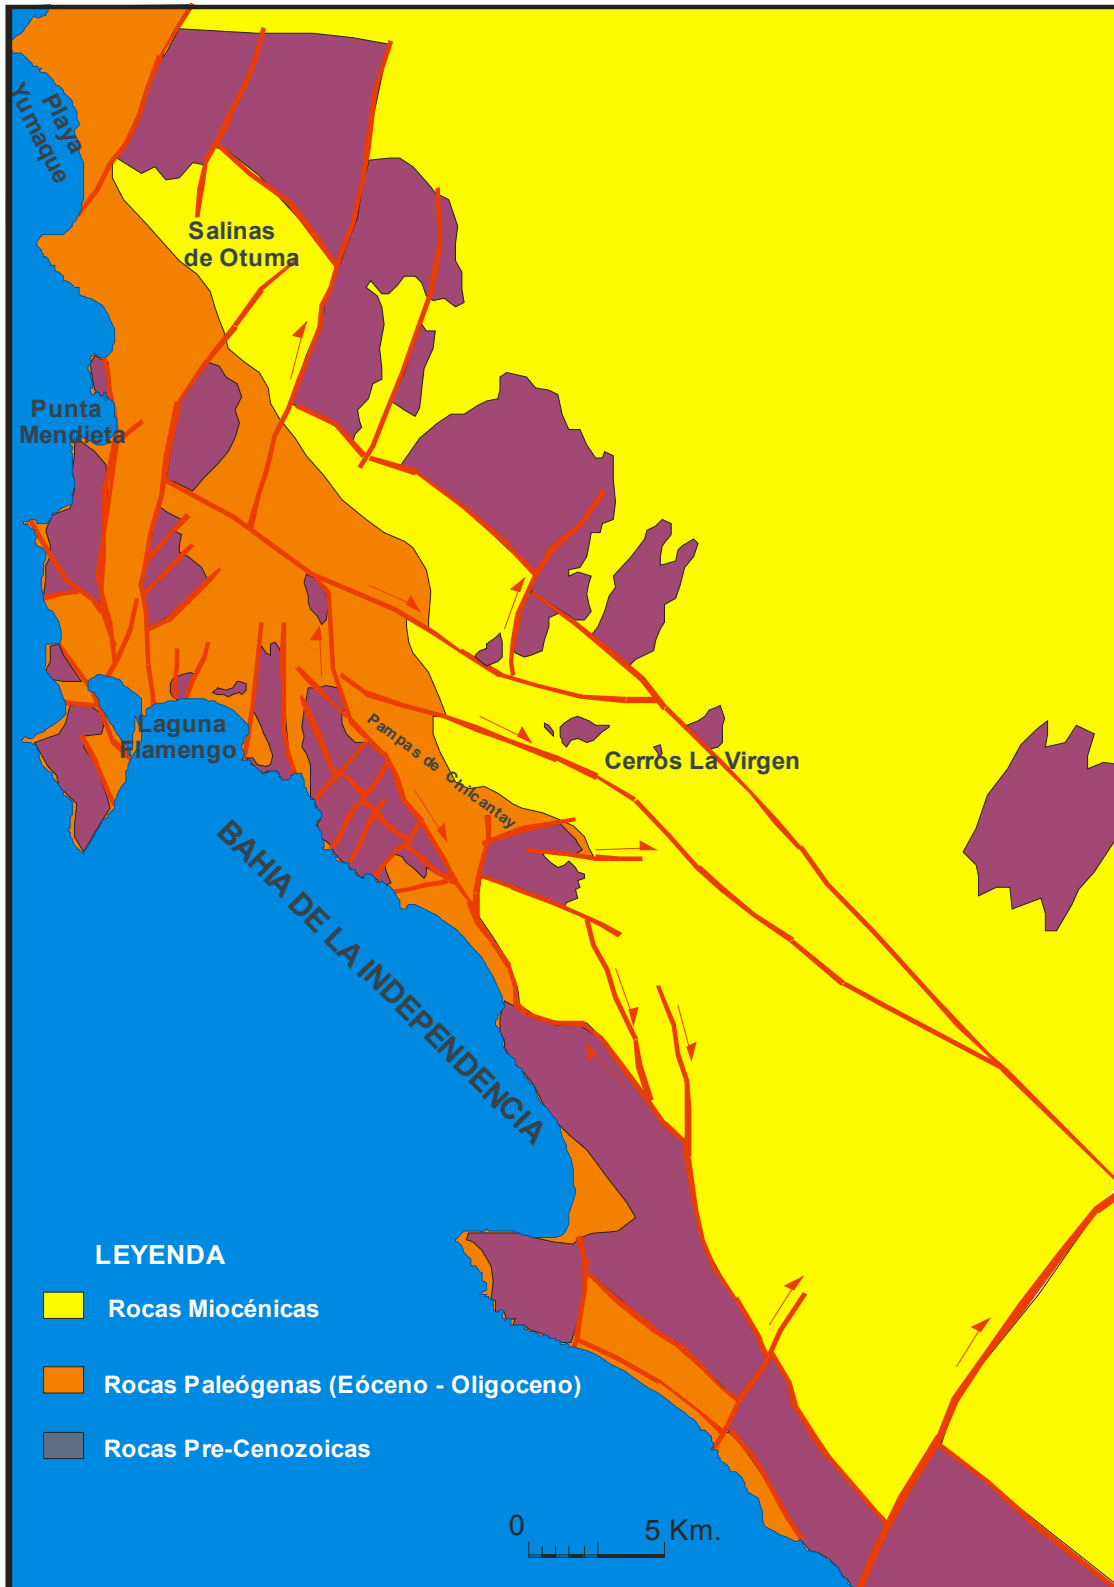 Playa
Yumaque
Salinas
de Otuma
Punta
Mendieta
Laguna
Flamengo
Pampas de Chilcantay
Cerros La Virgen
BAHIA DE LA INDEPENDENCIA
LEYENDA
Rocas Miocénicas
Rocas Paleógenas (Eóceno - Oligoceno)
Rocas Pre-Cenozoicas
0 5 Km.